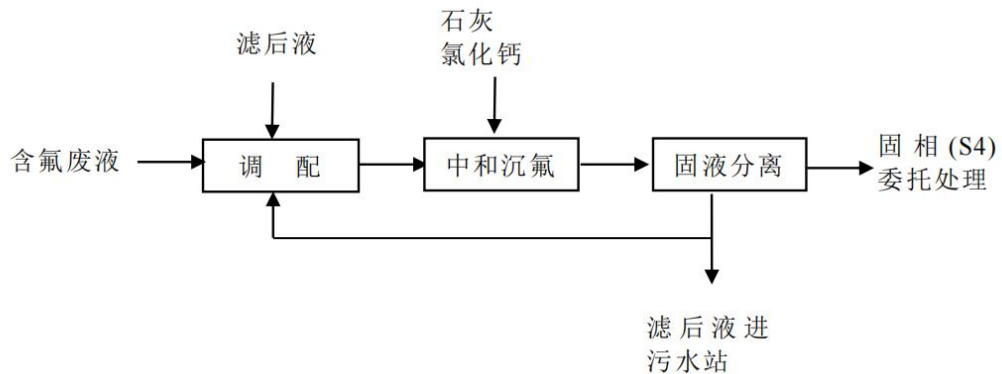 石灰
氯化钙
滤后液
含氟废液
调 配
中和沉氟
固液分离
固相(S4)
委托处理
滤后液进
污水站